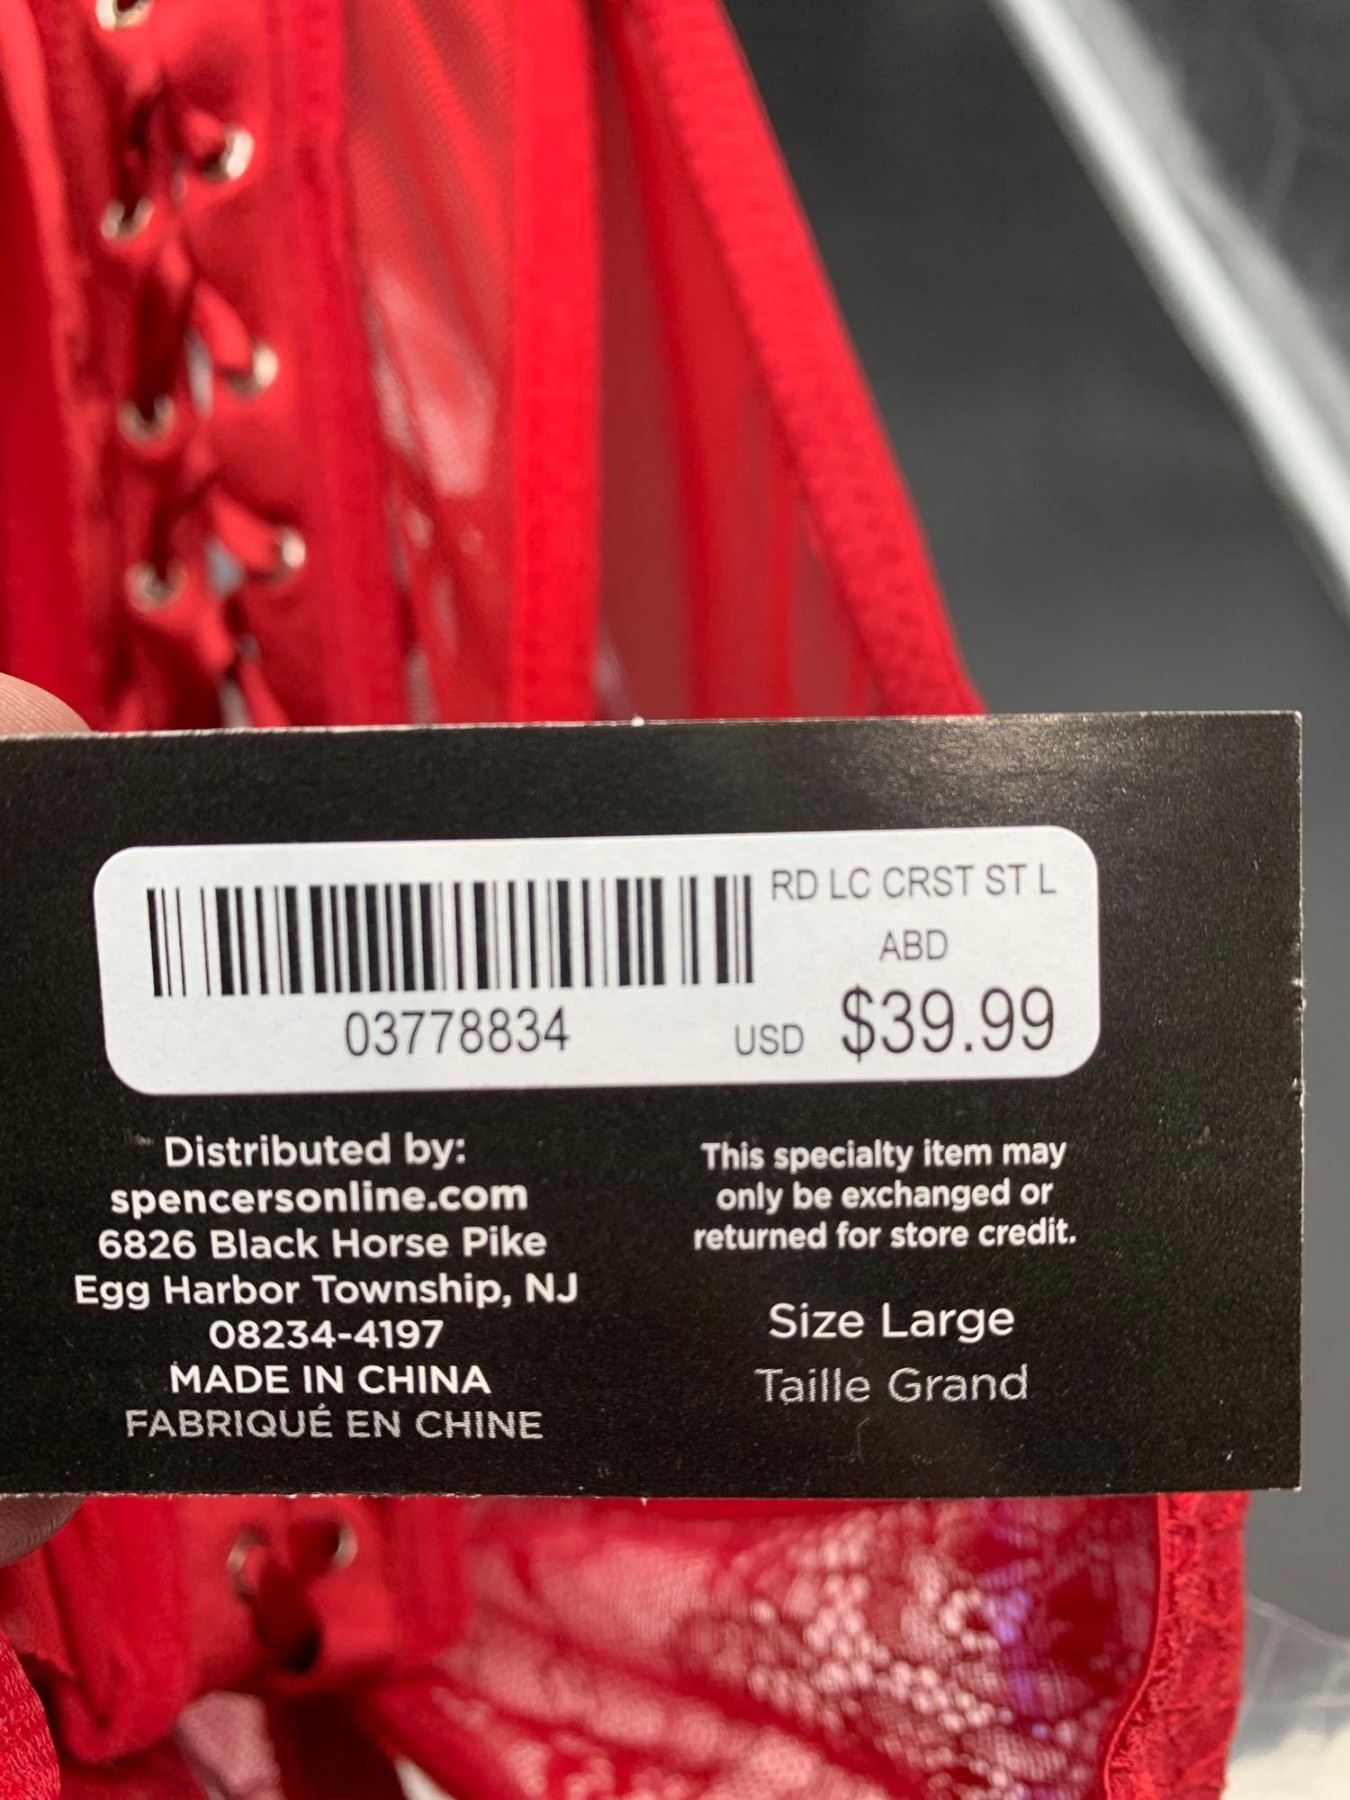 RD LC CRST ST L
ABD
03778834
USD $39.99
Distributed by:
spencersonline.com
6826 Black Horse Pike
Egg Harbor Township, NJ
08234-4197
MADE IN CHINA
FABRIQUÉ EN CHINE
This specialty item may
only be exchanged or
returned for store credit.
Size Large
Taille Grand